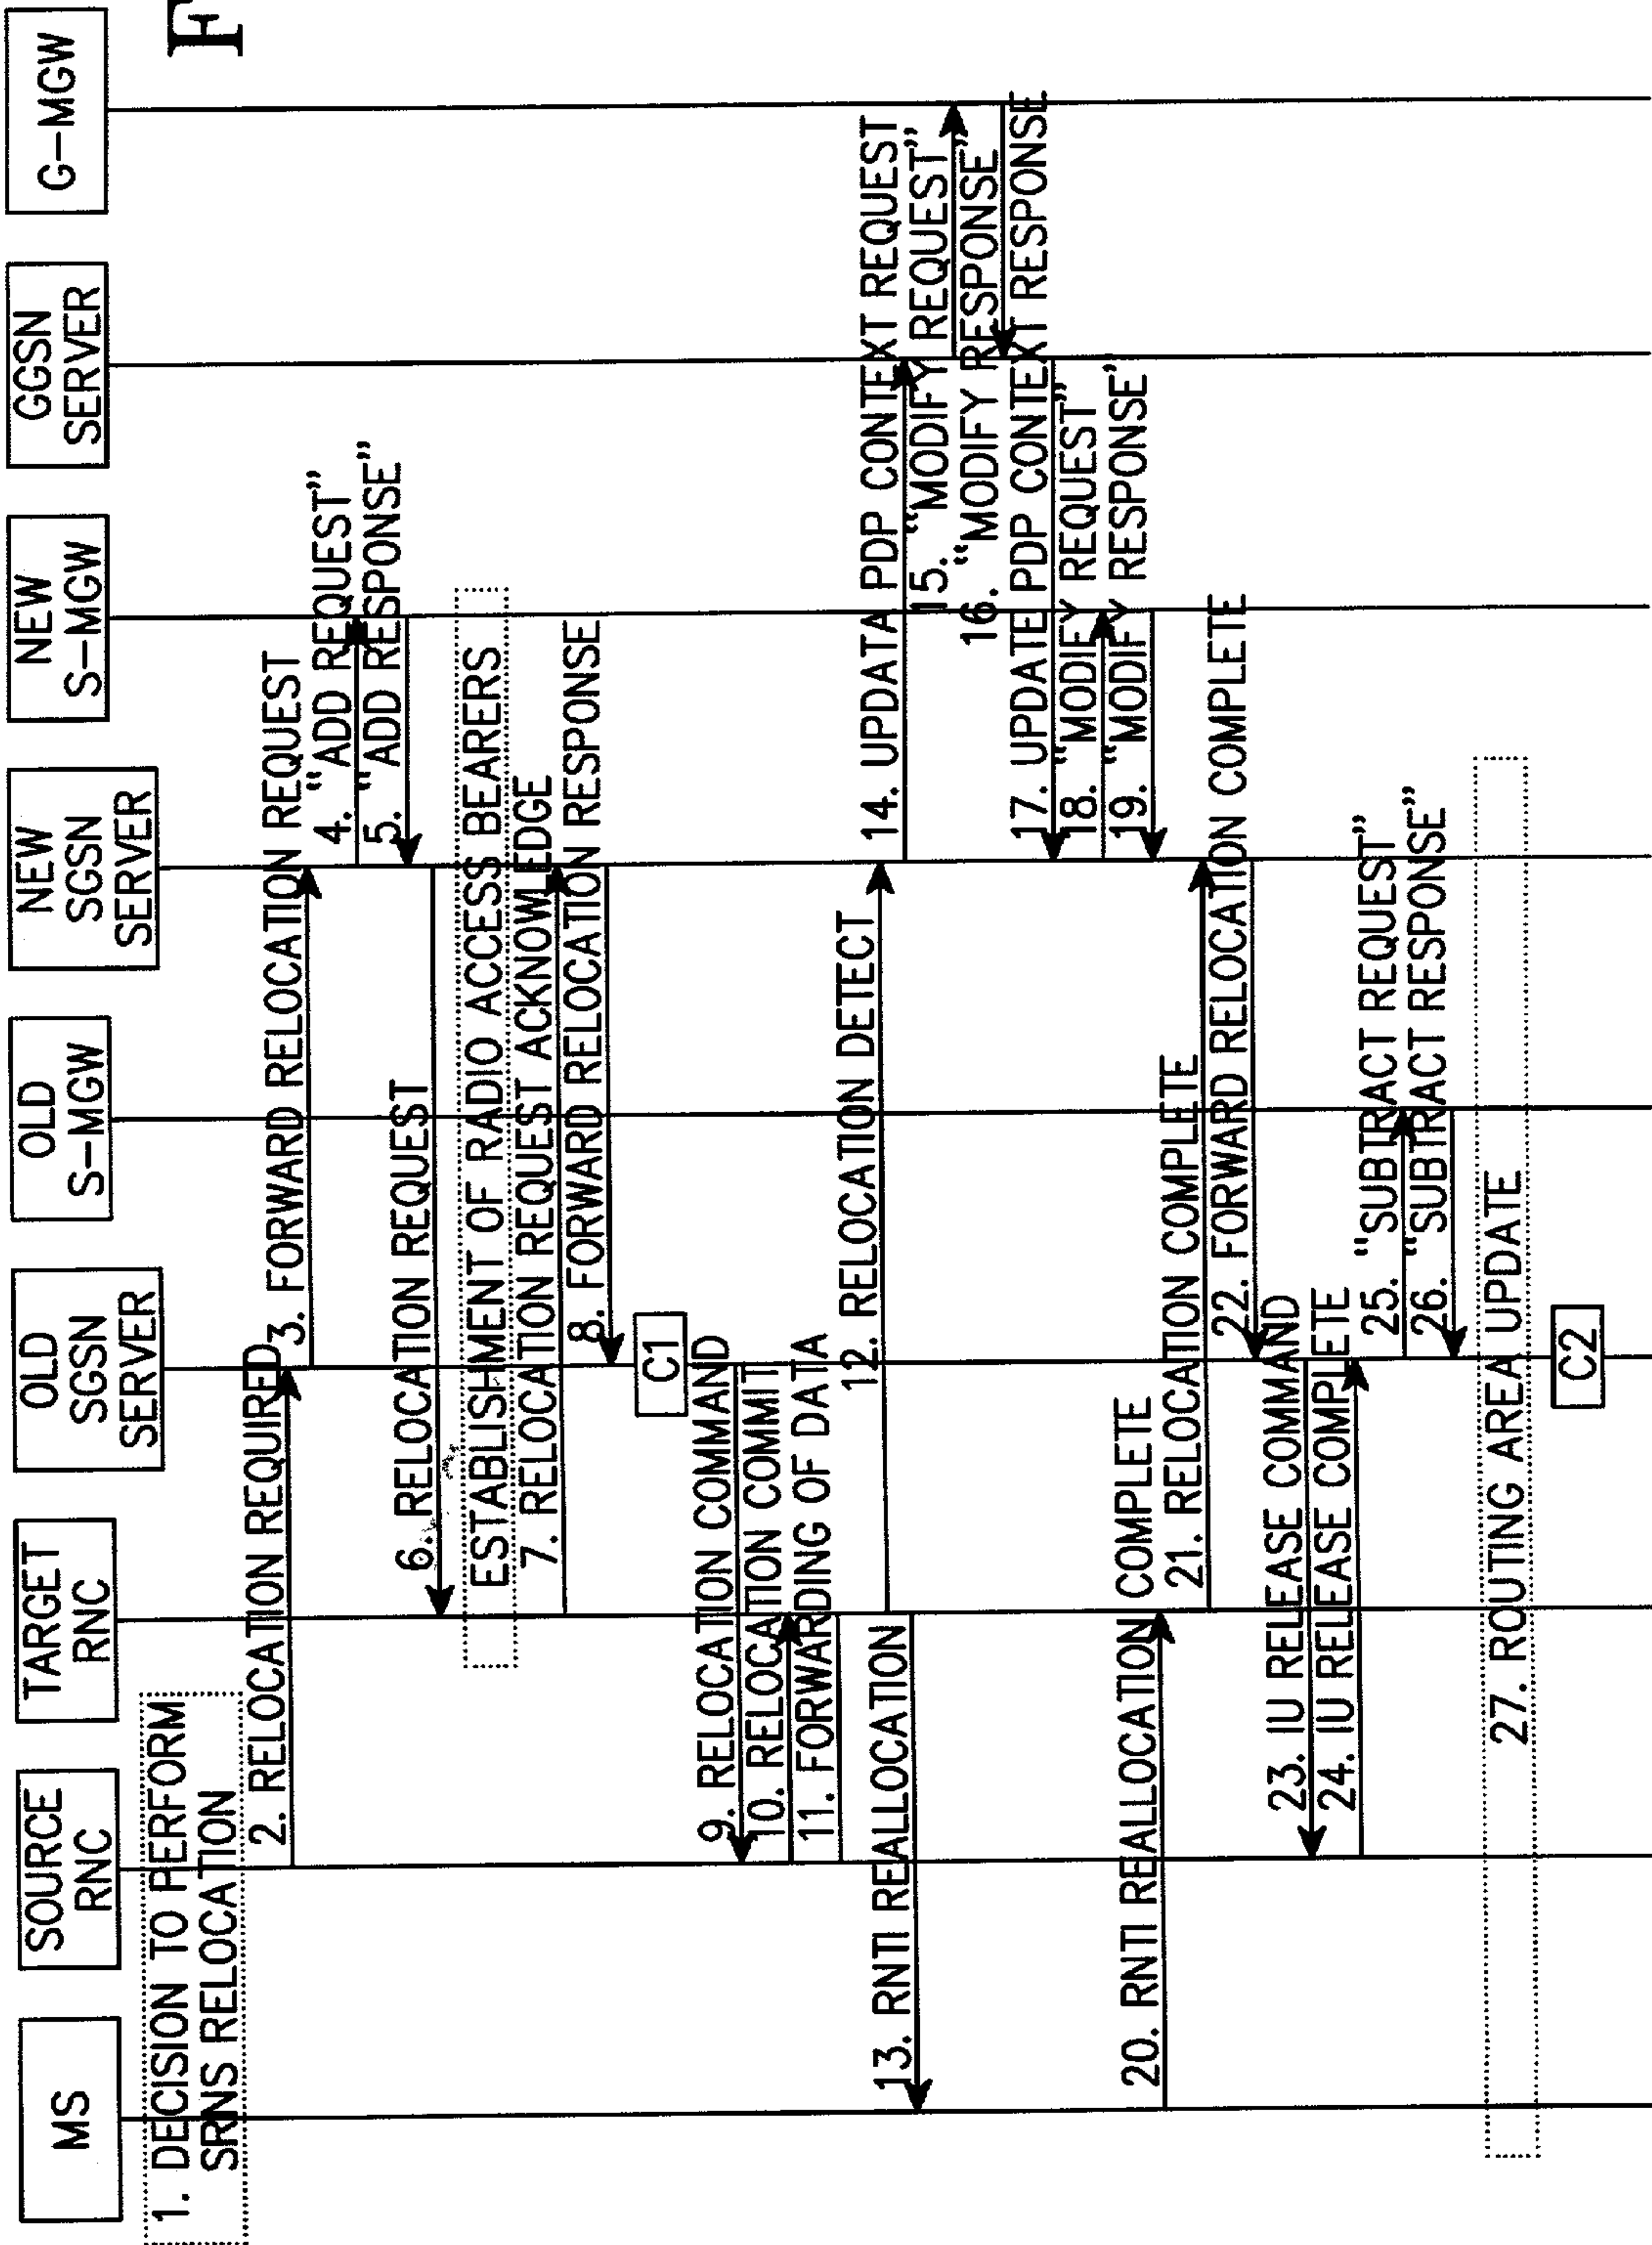 F
MS
SOURCE
RNC
TARGET
RNC
OLD
SGSN
SERVER
OLD
S-MGW
NEW
SGSN
SERVER
NEW
S-MGW
GGSN
SERVER
G-MGW
1. DECISION TO PERFORM
SRNS RELOCATION
2. RELOCATION REQUIRED
3. FORWARD RELOCATION REQUEST
4. "ADD REQUEST"
5. "ADD RESPONSE"
6. RELOCATION REQUEST
ESTABLISHMENT OF RADIO ACCESS BEARERS
7. RELOCATION REQUEST ACKNOWLEDGE
8. FORWARD RELOCATION RESPONSE
C1
9. RELOCATION COMMAND
10. RELOCATION COMMIT
11. FORWARDING OF DATA
12. RELOCATION DETECT
13. RNTI REALLOCATION
14. UPDATA PDP CONTEXT REQUEST
15. "MODIFY REQUEST"
16. "MODIFY RESPONSE"
17. UPDATE PDP CONTEXT RESPONSE
18. "MODIFY REQUEST"
19. "MODIFY RESPONSE'
20. RNTI REALLOCATION COMPLETE
21. RELOCATION COMPLETE
22. FORWARD RELOCATION COMPLETE
23. IU RELEASE COMMAND
24. IU RELEASE COMPLETE
25. "SUBTRACT REQUEST"
26. "SUBTRACT RESPONSE"
27. ROUTING AREA UPDATE
C2